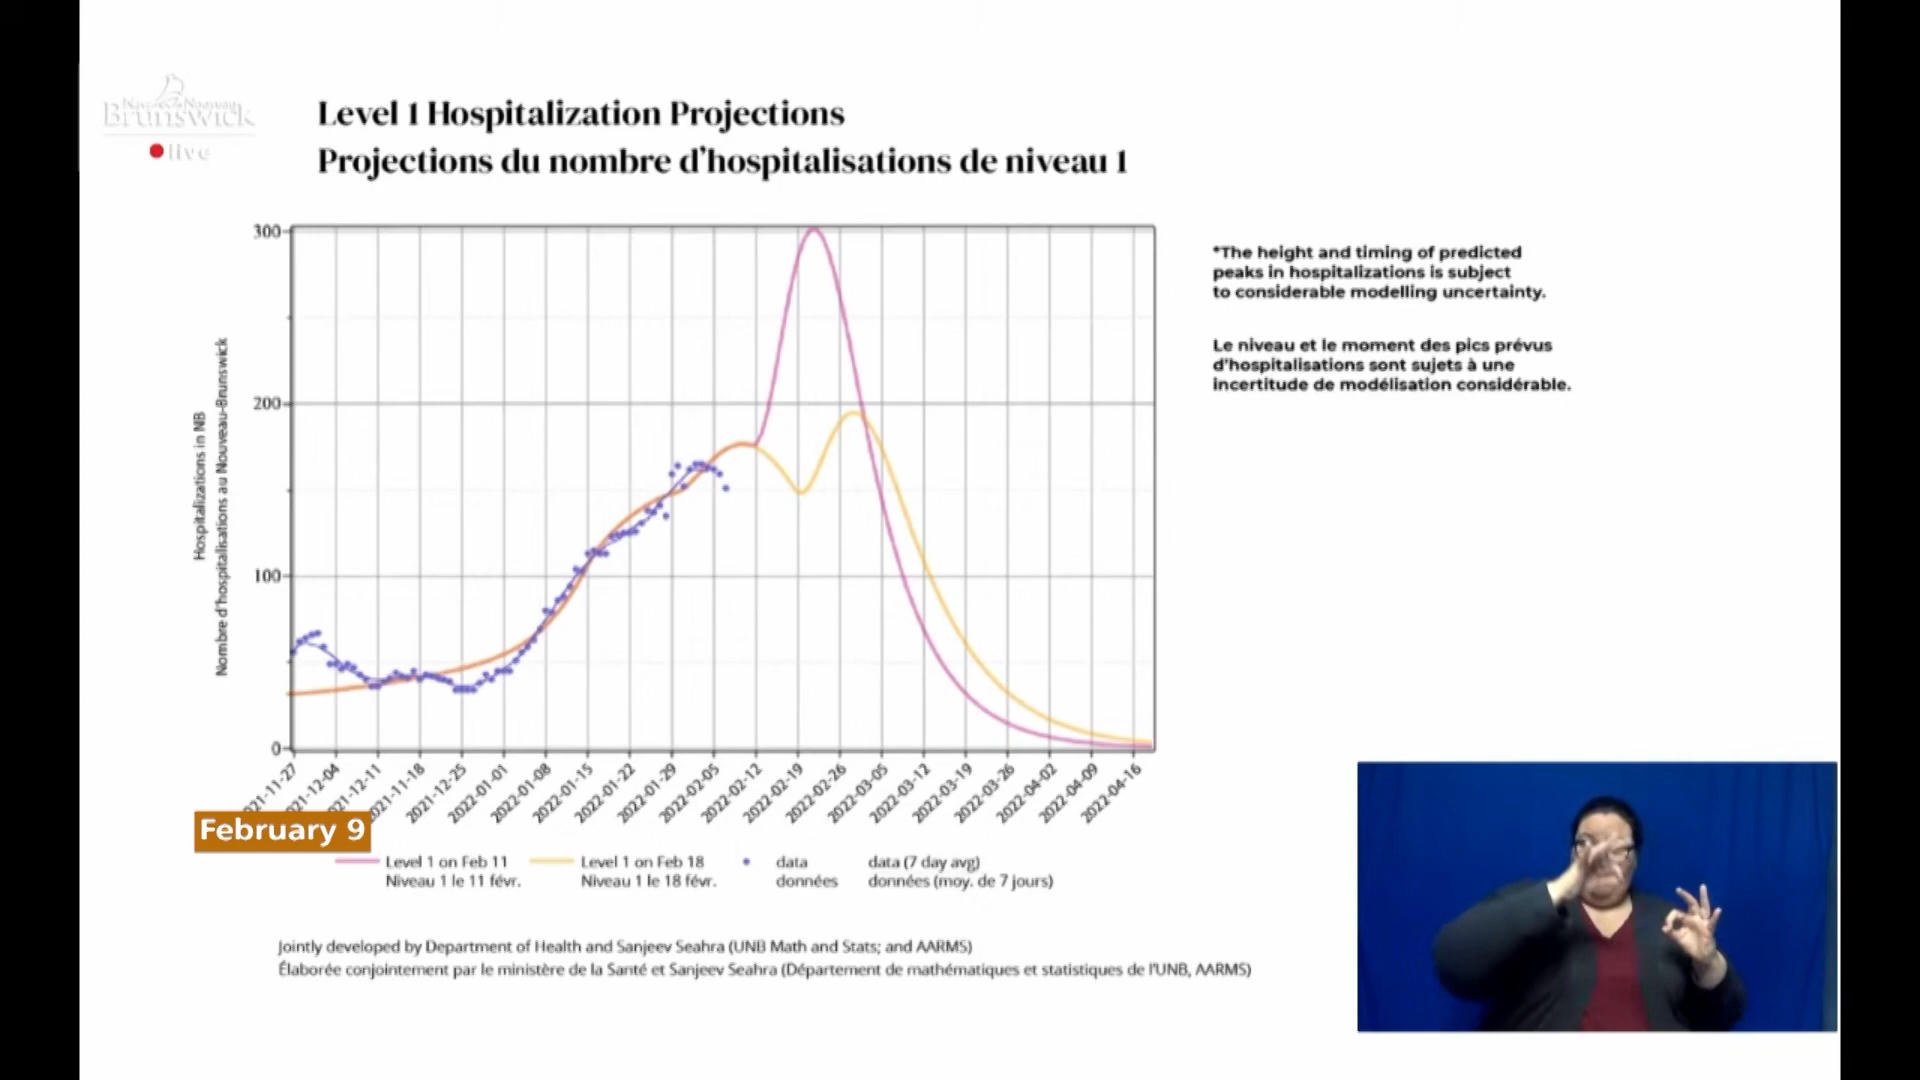 Nouveau
Brunswick
live
Level 1 Hospitalization Projections
Projections du nombre d'hospitalisations de niveau 1
300
200
100
0
Hospitalizations in NB
Nombre d'hospitalisations au Nouveau-Brunswick
*The height and timing of predicted
peaks in hospitalizations is subject
to considerable modelling uncertainty.
Le niveau et le moment des pics prévus
d'hospitalisations sont sujets à une
incertitude de modélisation considérable.
021-11-27
021-12-04
021-12-11
2021-11-18
2021-12-25
2022-01-01
2022-01-08
2022-01-15
2022-01-22
2022-01-29
2022-02-05
2022-02-12
2022-02-19
2022-02-26
2022-03-05
2022-03-12
2022-03-19
2022-03-26
2022-04-02
2022-04-09
2022-04-16
February 9
Level 1 on Feb 11
Niveau 1 le 11 févr.
Level 1 on Feb 18
Niveau 1 le 18 févr.
data
données
data (7 day avg)
données (moy. de 7 jours)
Jointly developed by Department of Health and Sanjeev Seahra (UNB Math and Stats; and AARMS)
Élaborée conjointement par le ministère de la Santé et Sanjeev Seahra (Département de mathématiques et statistiques de l'UNB, AARMS)